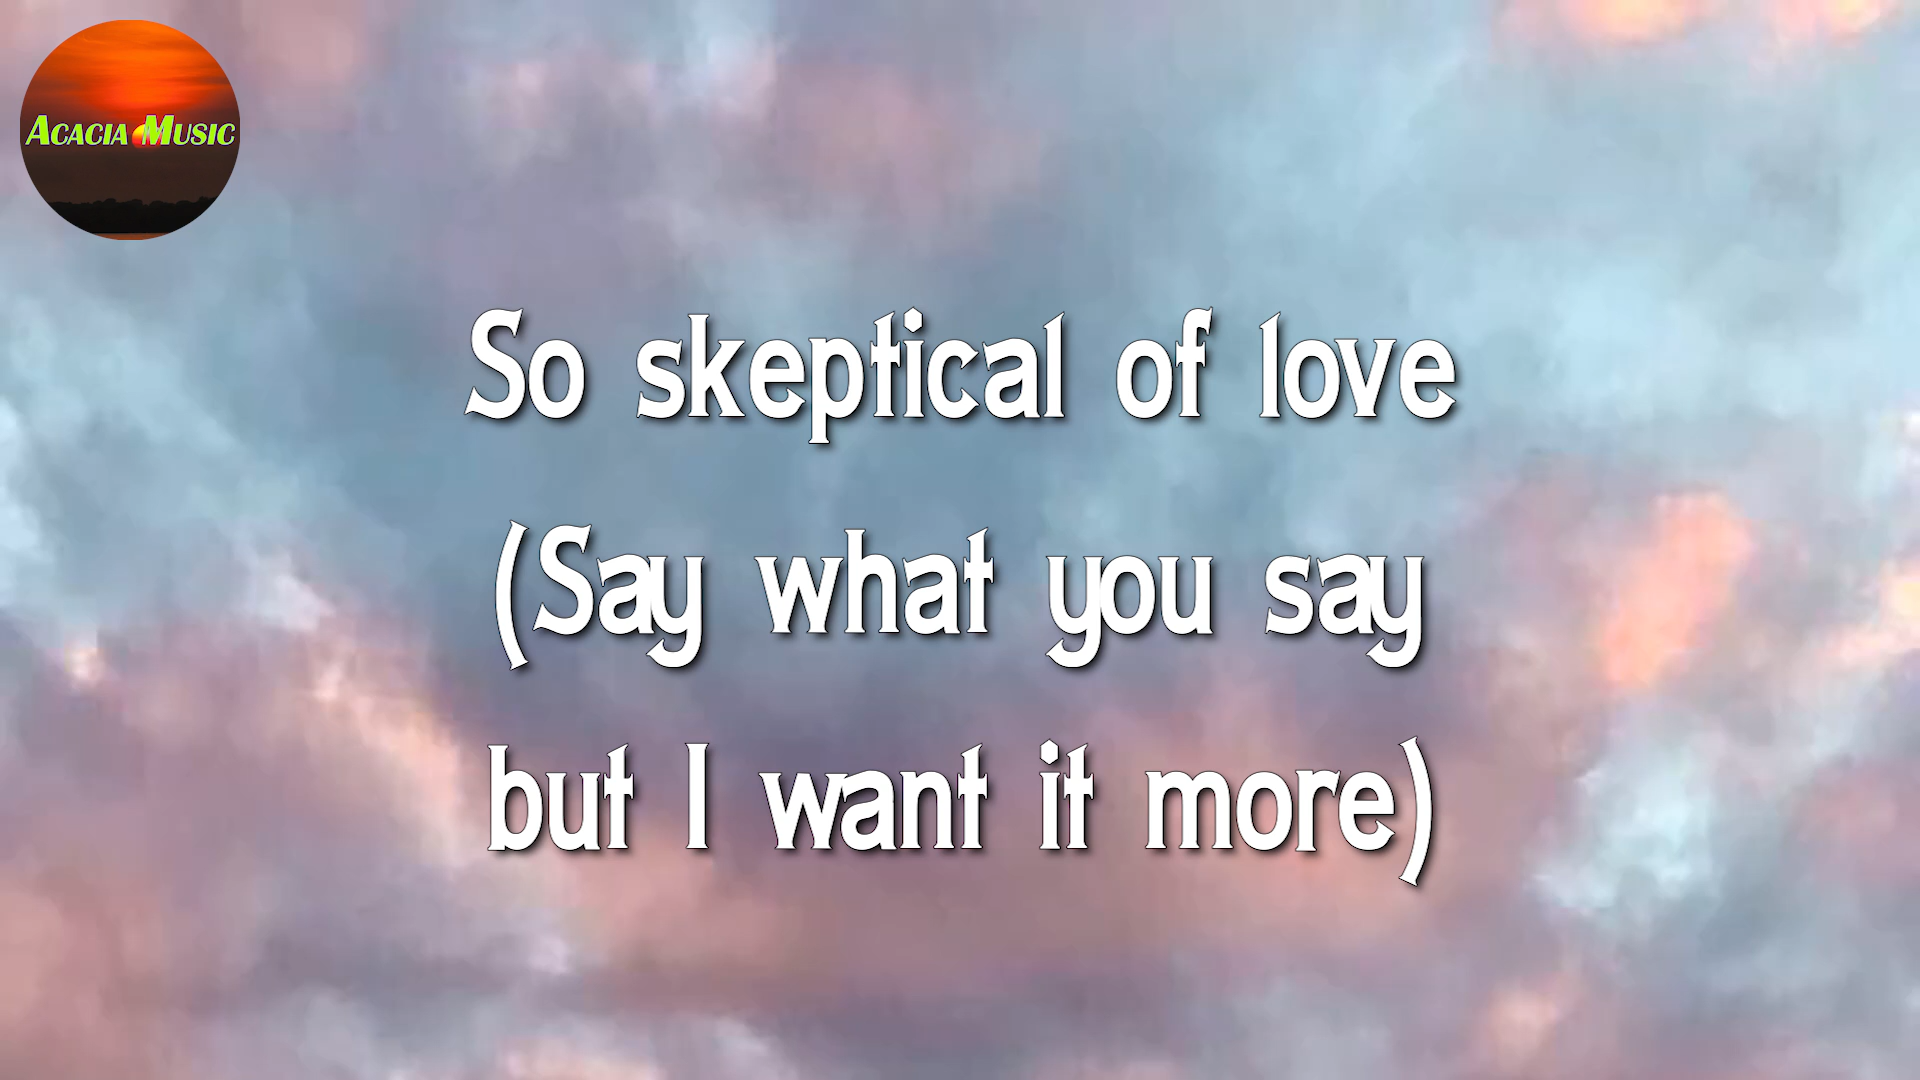 ACACIA MUSIC
So skeptical of love
(Say what you say
but I want it more)